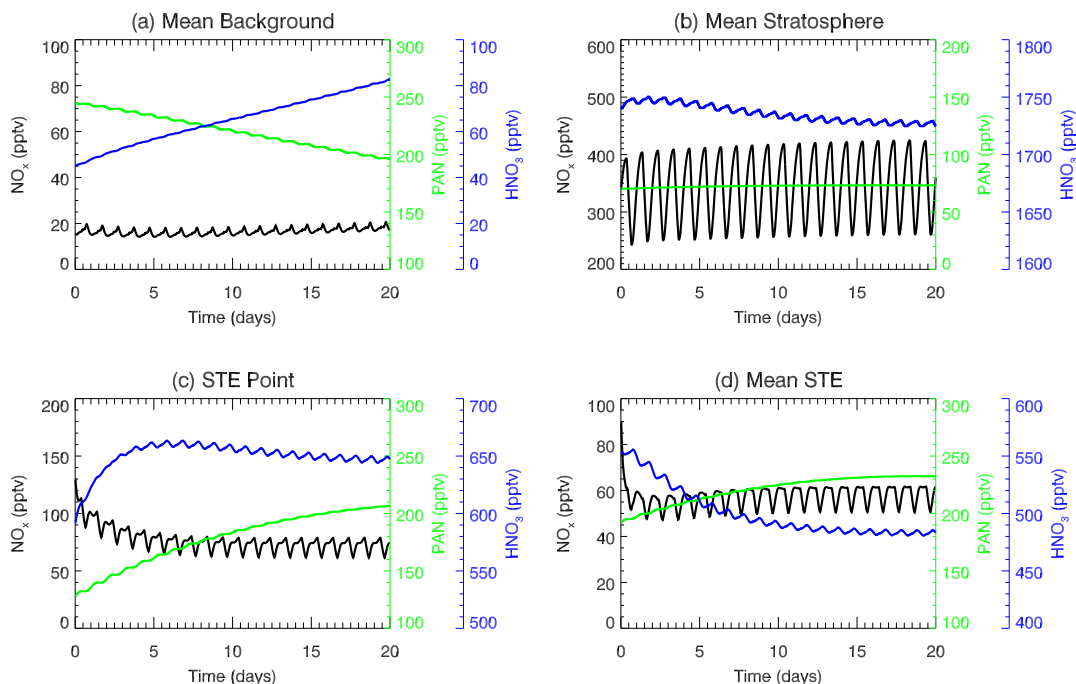 (a) Mean Background
100
80
60
40
20
0
NOx (pptv)
300
250
200
150
100
PAN (pptv)
100
80
60
40
20
0
HNO3 (pptv)
0 5 10 15 20
Time (days)
(b) Mean Stratosphere
600
500
400
300
200
NOx (pptv)
200
150
100
50
0
PAN (pptv)
1800
1750
1700
1650
1600
HNO3 (pptv)
0 5 10 15 20
Time (days)
(c) STE Point
200
150
100
50
0
NOx (pptv)
300
250
200
150
100
PAN (pptv)
700
650
600
550
500
HNO3 (pptv)
0 5 10 15 20
Time (days)
(d) Mean STE
100
80
60
40
20
0
NOx (pptv)
300
250
200
150
100
PAN (pptv)
600
550
500
450
400
HNO3 (pptv)
0 5 10 15 20
Time (days)